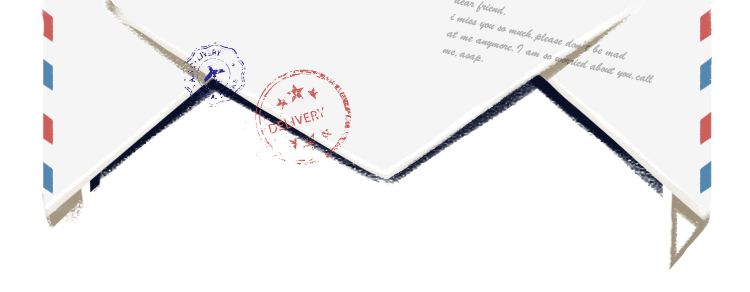 dear friend,
i miss you so much. please don't be mad
at me anymore. I am so worried about you, call
me, asap.
DELIVERY
DELIVERY